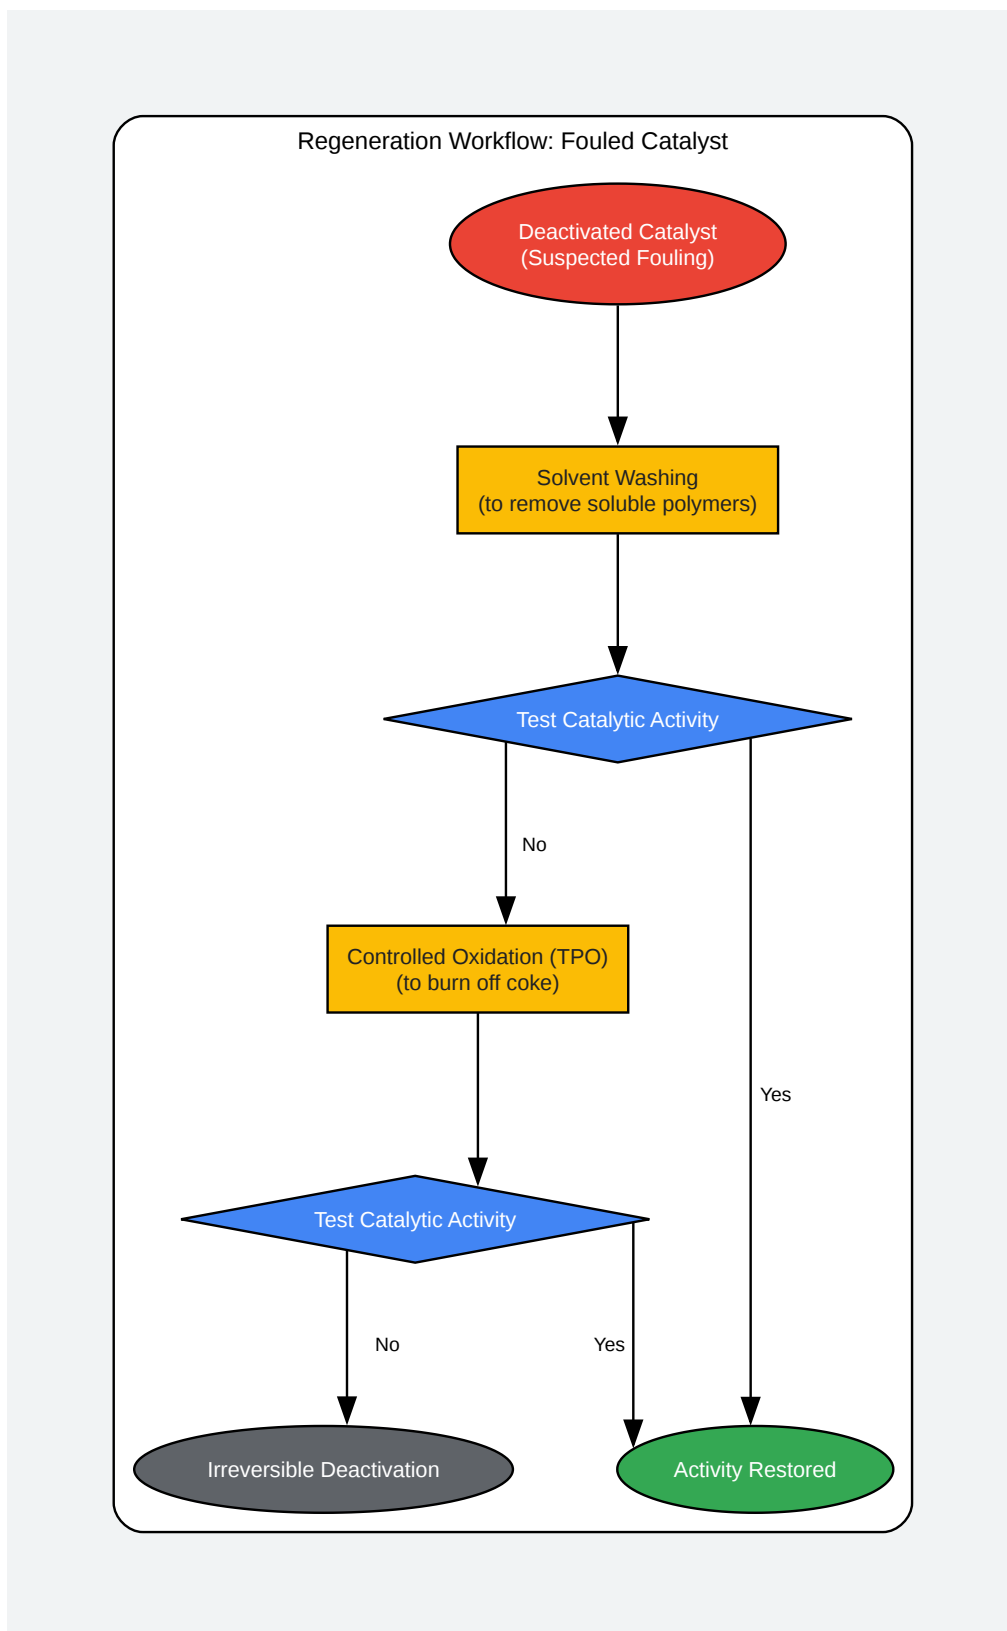 Regeneration Workflow: Fouled Catalyst
Deactivated Catalyst
(Suspected Fouling)
Solvent Washing
(to remove soluble polymers)
Test Catalytic Activity
No
Controlled Oxidation (TPO)
(to burn off coke)
Yes
Test Catalytic Activity
No
Yes
Irreversible Deactivation
Activity Restored